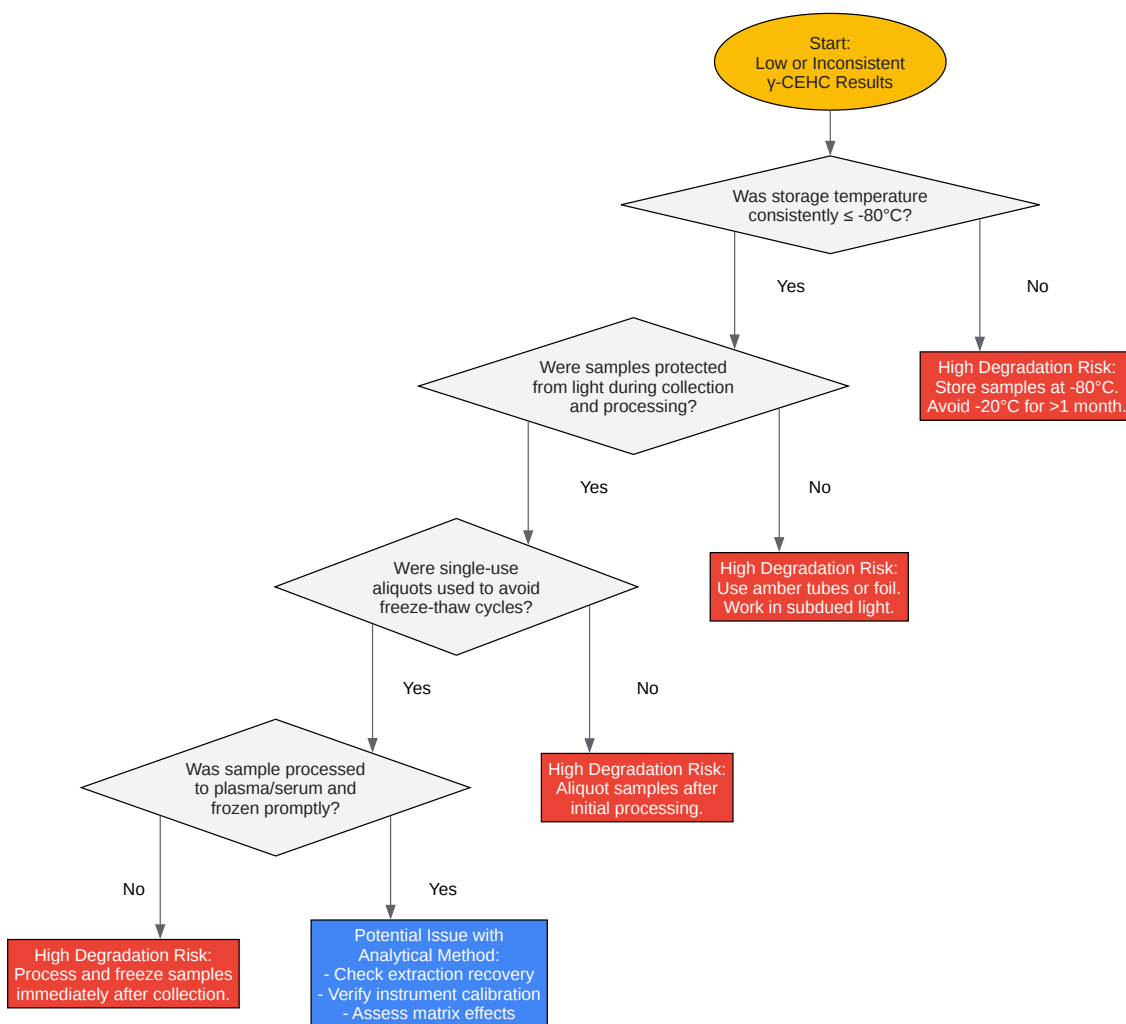 Start:
Low or Inconsistent
γ-CEHC Results
Was storage temperature
consistently ≤ -80°C?
Yes
No
Were samples protected
from light during collection
and processing?
High Degradation Risk:
Store samples at -80°C.
Avoid -20°C for >1 month.
Yes
No
Were single-use
aliquots used to avoid
freeze-thaw cycles?
High Degradation Risk:
Use amber tubes or foil.
Work in subdued light.
Yes
No
Was sample processed
to plasma/serum and
frozen promptly?
High Degradation Risk:
Aliquot samples after
initial processing.
No
Yes
High Degradation Risk:
Process and freeze samples
immediately after collection.
Potential Issue with
Analytical Method:
- Check extraction recovery
- Verify instrument calibration
- Assess matrix effects